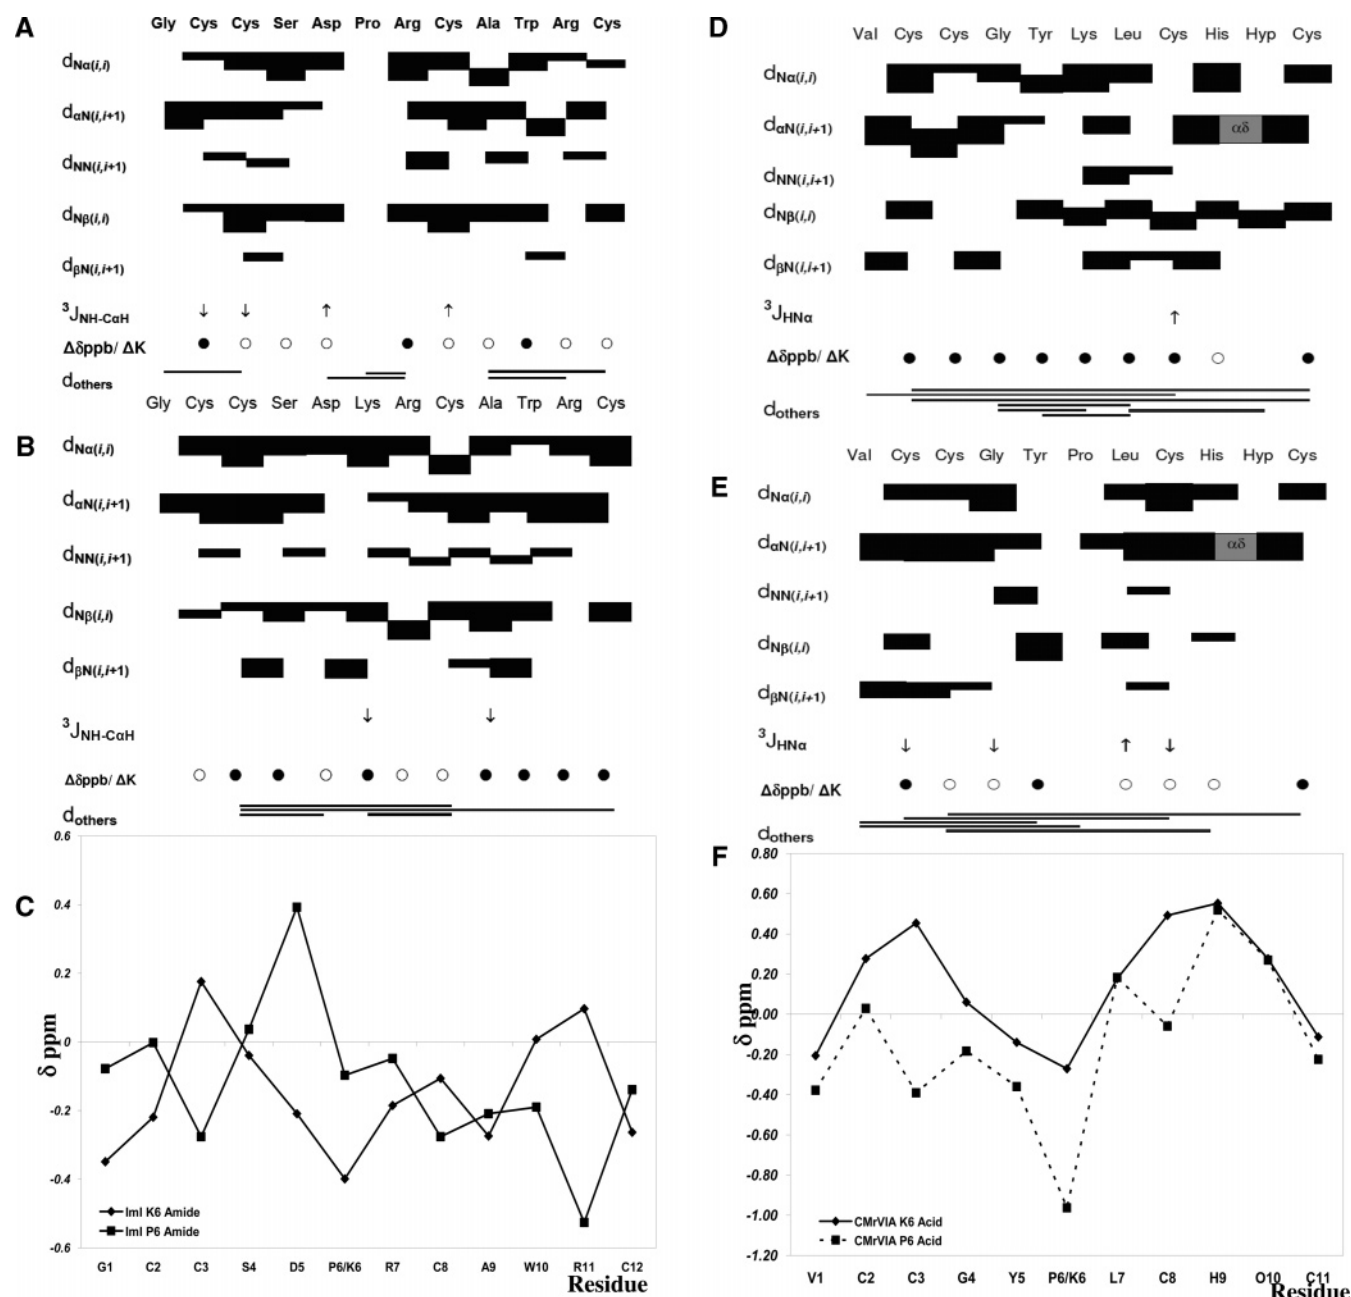 A
Gly Cys Cys Ser Asp Pro Arg Cys Ala Trp Arg Cys
dNα(i,i)
dαN(i,i+1)
dNN(i,i+1)
dNβ(i,i)
dβN(i,i+1)
³JNH-CαH
↓ ↓ ↑ ↑
Δδppb/ ΔK
dothers
B
Gly Cys Cys Ser Asp Lys Arg Cys Ala Trp Arg Cys
dNα(i,i)
dαN(i,i+1)
dNN(i,i+1)
dNβ(i,i)
dβN(i,i+1)
³JNH-CαH
↓ ↓
Δδppb/ ΔK
dothers
C
δ ppm
0.6
0.4
0.2
.0
-0.2
-0.4
-0.6
ImI K6 Amide
ImI P6 Amide
G1 C2 C3 S4 D5 P6/K6 R7 C8 A9 W10 R11 C12
Residue
D
Val Cys Cys Gly Tyr Lys Leu Cys His Hyp Cys
dNα(i,i)
dαN(i,i+1)
αδ
dNN(i,i+1)
dNβ(i,i)
dβN(i,i+1)
³JHNα
↑
Δδppb/ ΔK
dothers
E
Val Cys Cys Gly Tyr Pro Leu Cys His Hyp Cys
dNα(i,i)
dαN(i,i+1)
αδ
dNN(i,i+1)
dNβ(i,i)
dβN(i,i+1)
³JHNα
↓ ↓ ↑ ↓
Δδppb/ ΔK
dothers
F
δ ppm
0.80
0.60
0.40
0.20
.00
-0.20
-0.40
-0.60
-0.80
-1.00
-1.20
CMrVIA K6 Acid
CMrVIA P6 Acid
V1 C2 C3 G4 Y5 P6/K6 L7 C8 H9 O10 C11
Residue